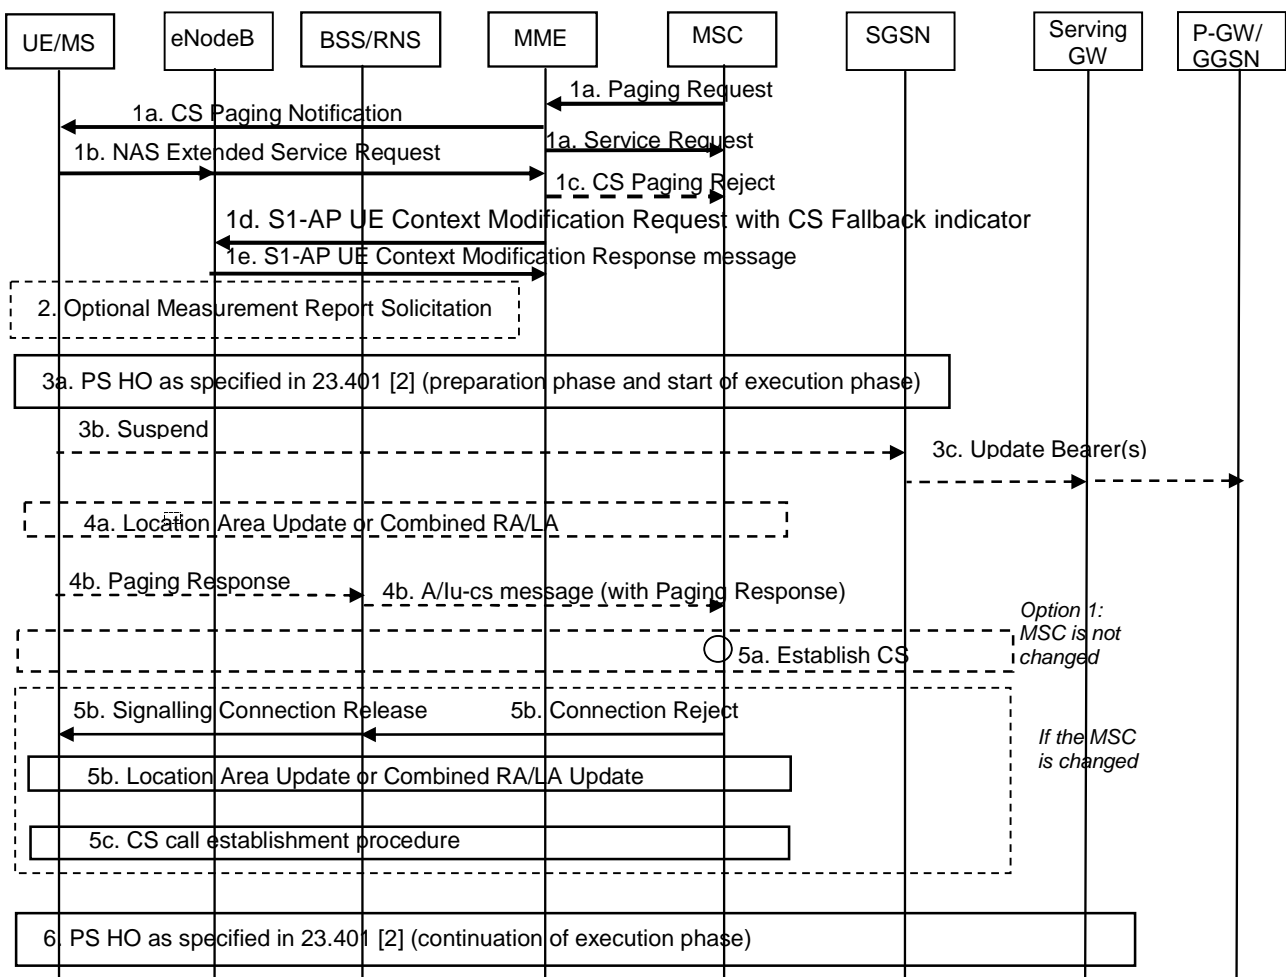 UE/MS
eNodeB
BSS/RNS
MME
MSC
SGSN
Serving
GW
P-GW/
GGSN
1a. Paging Request
1a. CS Paging Notification
1a. Service Request
1b. NAS Extended Service Request
1c. CS Paging Reject
1d. S1-AP UE Context Modification Request with CS Fallback indicator
1e. S1-AP UE Context Modification Response message
2. Optional Measurement Report Solicitation
3a. PS HO as specified in 23.401 [2] (preparation phase and start of execution phase)
3b. Suspend
3c. Update Bearer(s)
4a. Location Area Update or Combined RA/LA
4b. Paging Response
4b. A/Iu-cs message (with Paging Response)
Option 1:
MSC is not
changed
5a. Establish CS
5b. Signalling Connection Release
5b. Connection Reject
If the MSC
is changed
5b. Location Area Update or Combined RA/LA Update
5c. CS call establishment procedure
6. PS HO as specified in 23.401 [2] (continuation of execution phase)